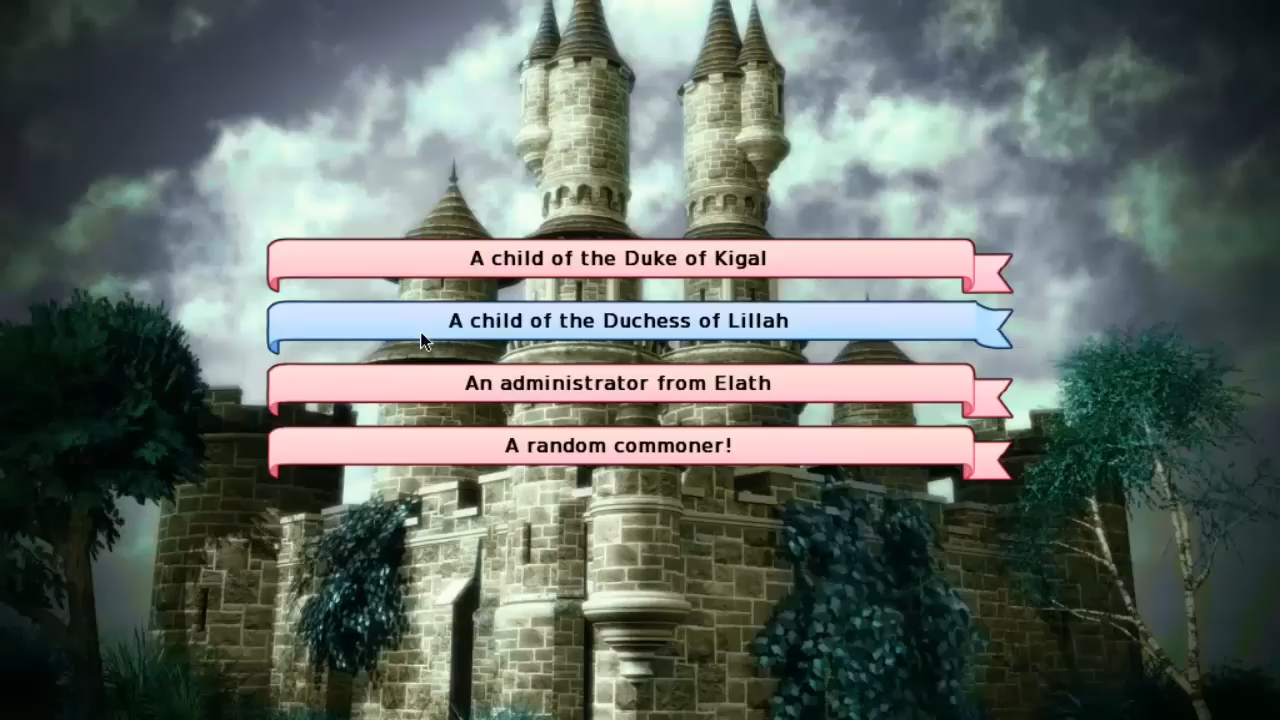 A child of the Duke of Kigal
A child of the Duchess of Lillah
An administrator from Elath
A random commoner!